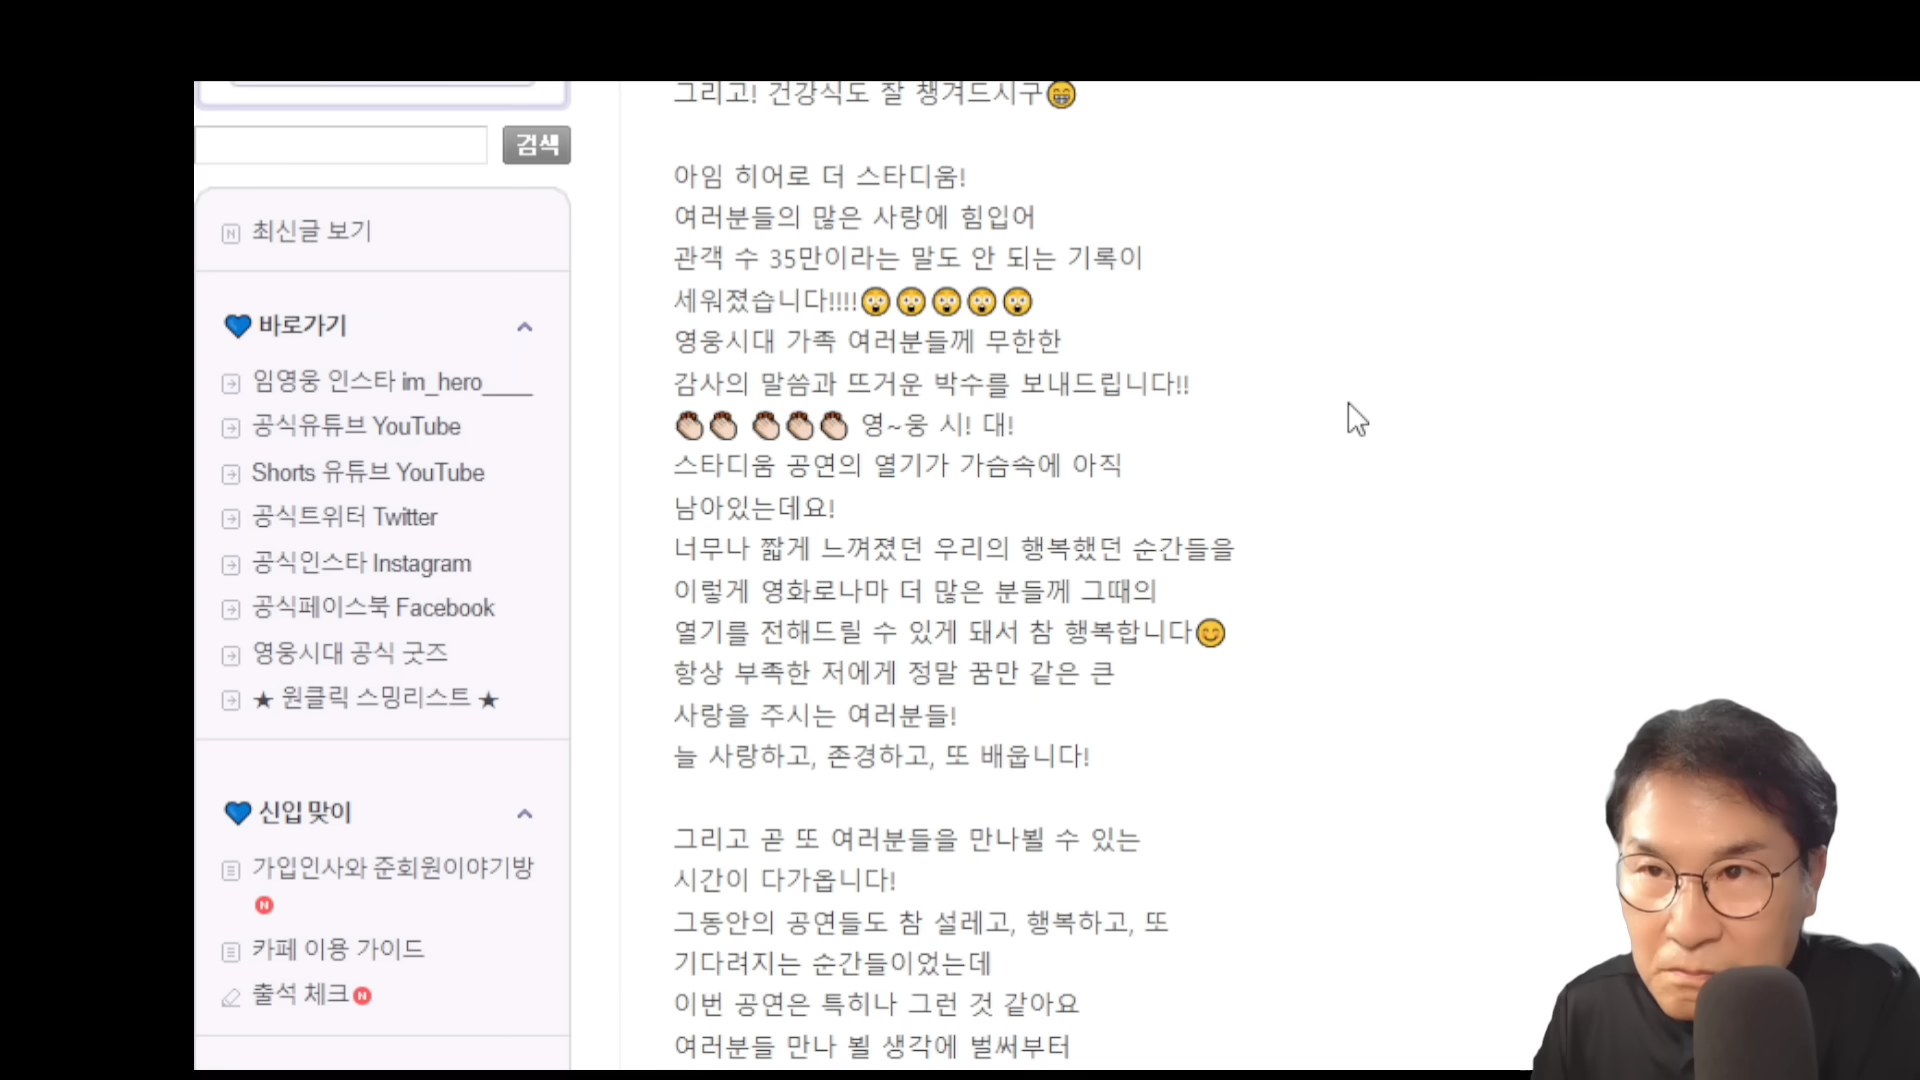 검색
최신글 보기
💙 바로가기
임영웅 인스타 im_hero____
공식유튜브 YouTube
Shorts 유튜브 YouTube
공식트위터 Twitter
공식인스타 Instagram
공식페이스북 Facebook
영웅시대 공식 굿즈
★ 원클릭 스밍리스트 ★
💙 신입 맞이
가입인사와 준회원이야기방
N
카페 이용 가이드
출석 체크 N
그리고! 건강식도 잘 챙겨드시구😁
아임 히어로 더 스타디움!
여러분들의 많은 사랑에 힘입어
관객 수 35만이라는 말도 안 되는 기록이
세워졌습니다!!!!😲😲😲😲😲
영웅시대 가족 여러분들께 무한한
감사의 말씀과 뜨거운 박수를 보내드립니다!!
👏👏 👏👏👏 영~웅 시! 대!
스타디움 공연의 열기가 가슴속에 아직
남아있는데요!
너무나 짧게 느껴졌던 우리의 행복했던 순간들을
이렇게 영화로나마 더 많은 분들께 그때의
열기를 전해드릴 수 있게 돼서 참 행복합니다😊
항상 부족한 저에게 정말 꿈만 같은 큰
사랑을 주시는 여러분들!
늘 사랑하고, 존경하고, 또 배웁니다!
그리고 곧 또 여러분들을 만나뵐 수 있는
시간이 다가옵니다!
그동안의 공연들도 참 설레고, 행복하고, 또
기다려지는 순간들이었는데
이번 공연은 특히나 그런 것 같아요
여러분들 만나 뵐 생각에 벌써부터